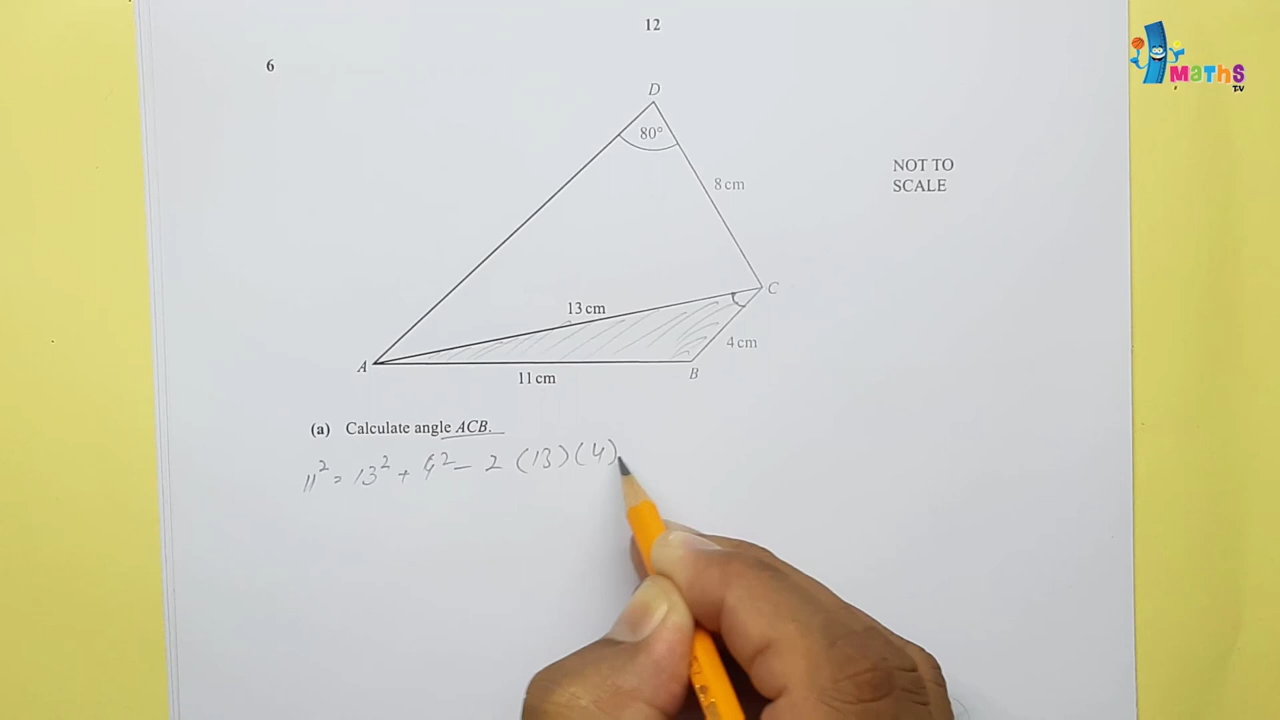 12
MATHS
TV
6
D
80°
8 cm
NOT TO
SCALE
13 cm
C
4 cm
A
11 cm
B
(a) Calculate angle ACB.
11² = 13² + 4² – 2 (13) (4)